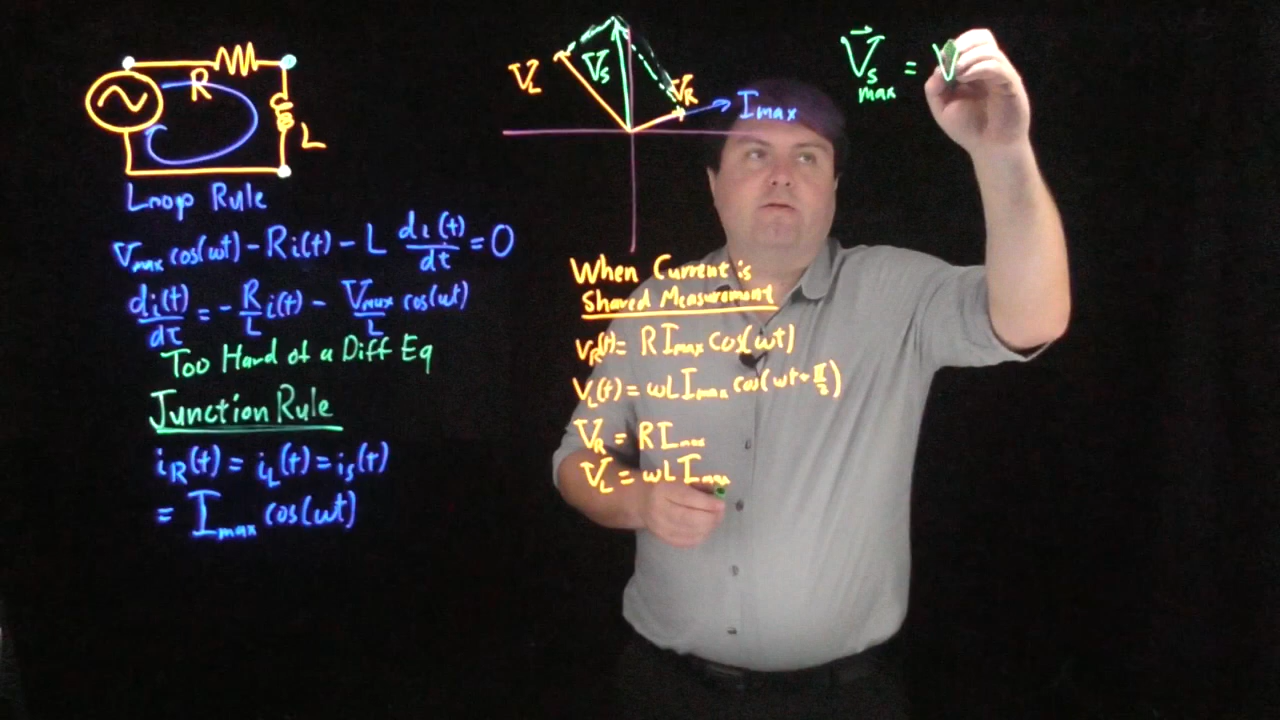 R
L
Loop Rule
Vmax cos(ωt) - R i(t) - L di(t)/dt = 0
di(t)/dt = - R/L i(t) - Vmax/L cos(ωt)
Too Hard of a Diff Eq
Junction Rule
iR(t) = iL(t) = iS(t)
= Imax cos(ωt)
VL
VS
VR
Imax
When Current is
Shared Measurement
VR(t) = R Imax cos(ωt)
VL(t) = ωL Imax cos(ωt + π/2)
VR = R Imax
VL = ωL Imax
V⃗s max = V